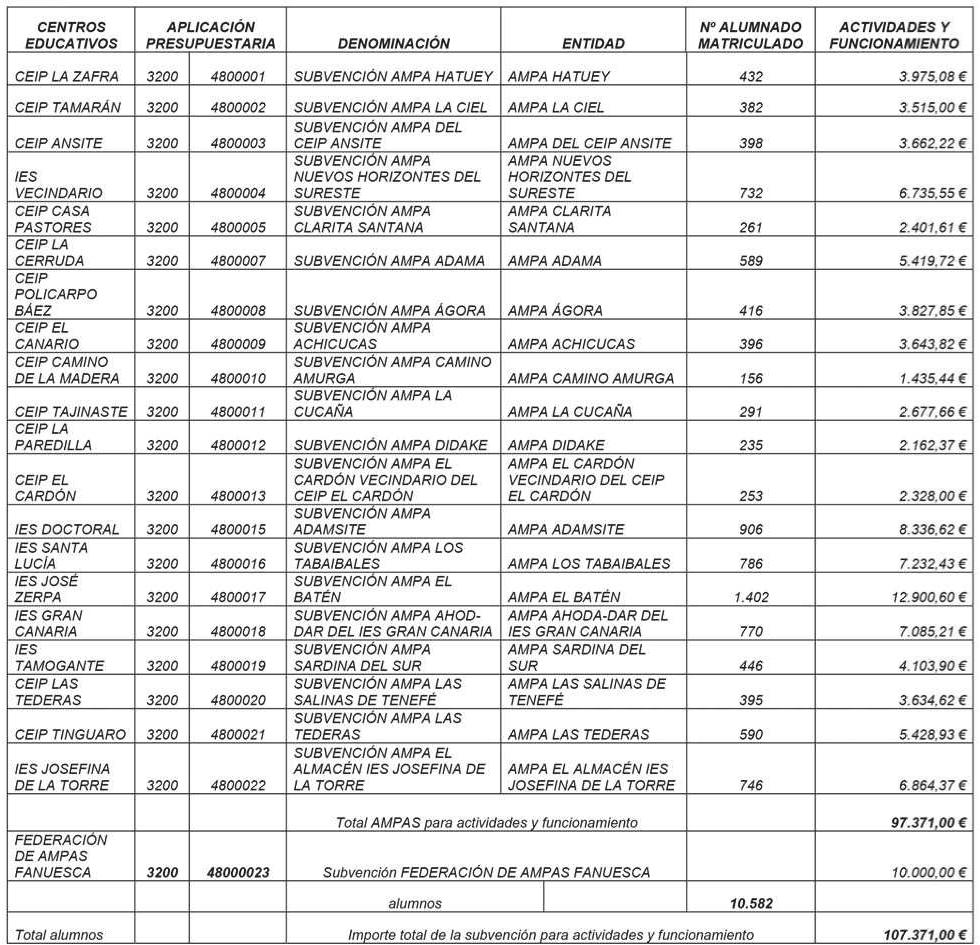 CENTROS EDUCATIVOS APLICACIÓN PRESUPUESTARIA DENOMINACIÓN ENTIDAD Nº ALUMNADO MATRICULADO ACTIVIDADES Y FUNCIONAMIENTO
CEIP LA ZAFRA 3200 4800001 SUBVENCIÓN AMPA HATUEY AMPA HATUEY 432 3.975,08 €
CEIP TAMARÁN 3200 4800002 SUBVENCIÓN AMPA LA CIEL AMPA LA CIEL 382 3.515,00 €
CEIP ANSITE 3200 4800003 SUBVENCIÓN AMPA DEL CEIP ANSITE AMPA DEL CEIP ANSITE 398 3.662,22 €
IES VECINDARIO 3200 4800004 SUBVENCIÓN AMPA NUEVOS HORIZONTES DEL SURESTE AMPA NUEVOS HORIZONTES DEL SURESTE 732 6.735,55 €
CEIP CASA PASTORES 3200 4800005 SUBVENCIÓN AMPA CLARITA SANTANA AMPA CLARITA SANTANA 261 2.401,61 €
CEIP LA CERRUDA 3200 4800007 SUBVENCIÓN AMPA ADAMA AMPA ADAMA 589 5.419,72 €
CEIP POLICARPO BÁEZ 3200 4800008 SUBVENCIÓN AMPA ÁGORA AMPA ÁGORA 416 3.827,85 €
CEIP EL CANARIO 3200 4800009 SUBVENCIÓN AMPA ACHICUCAS AMPA ACHICUCAS 396 3.643,82 €
CEIP CAMINO DE LA MADERA 3200 4800010 SUBVENCIÓN AMPA CAMINO AMURGA AMPA CAMINO AMURGA 156 1.435,44 €
CEIP TAJINASTE 3200 4800011 SUBVENCIÓN AMPA LA CUCAÑA AMPA LA CUCAÑA 291 2.677,66 €
CEIP LA PAREDILLA 3200 4800012 SUBVENCIÓN AMPA DIDAKE AMPA DIDAKE 235 2.162,37 €
CEIP EL CARDÓN 3200 4800013 SUBVENCIÓN AMPA EL CARDÓN VECINDARIO DEL CEIP EL CARDÓN AMPA EL CARDÓN VECINDARIO DEL CEIP EL CARDÓN 253 2.328,00 €
IES DOCTORAL 3200 4800015 SUBVENCIÓN AMPA ADAMSITE AMPA ADAMSITE 906 8.336,62 €
IES SANTA LUCÍA 3200 4800016 SUBVENCIÓN AMPA LOS TABAIBALES AMPA LOS TABAIBALES 786 7.232,43 €
IES JOSÉ ZERPA 3200 4800017 SUBVENCIÓN AMPA EL BATÉN AMPA EL BATÉN 1.402 12.900,60 €
IES GRAN CANARIA 3200 4800018 SUBVENCIÓN AMPA AHOD-DAR DEL IES GRAN CANARIA AMPA AHODA-DAR DEL IES GRAN CANARIA 770 7.085,21 €
IES TAMOGANTE 3200 4800019 SUBVENCIÓN AMPA SARDINA DEL SUR AMPA SARDINA DEL SUR 446 4.103,90 €
CEIP LAS TEDERAS 3200 4800020 SUBVENCIÓN AMPA LAS SALINAS DE TENEFÉ AMPA LAS SALINAS DE TENEFÉ 395 3.634,62 €
CEIP TINGUARO 3200 4800021 SUBVENCIÓN AMPA LAS TEDERAS AMPA LAS TEDERAS 590 5.428,93 €
IES JOSEFINA DE LA TORRE 3200 4800022 SUBVENCIÓN AMPA EL ALMACÉN IES JOSEFINA DE LA TORRE AMPA EL ALMACÉN IES JOSEFINA DE LA TORRE 746 6.864,37 €
Total AMPAS para actividades y funcionamiento 97.371,00 €
FEDERACIÓN DE AMPAS FANUESCA 3200 48000023 Subvención FEDERACIÓN DE AMPAS FANUESCA 10.000,00 €
alumnos 10.582
Total alumnos Importe total de la subvención para actividades y funcionamiento 107.371,00 €